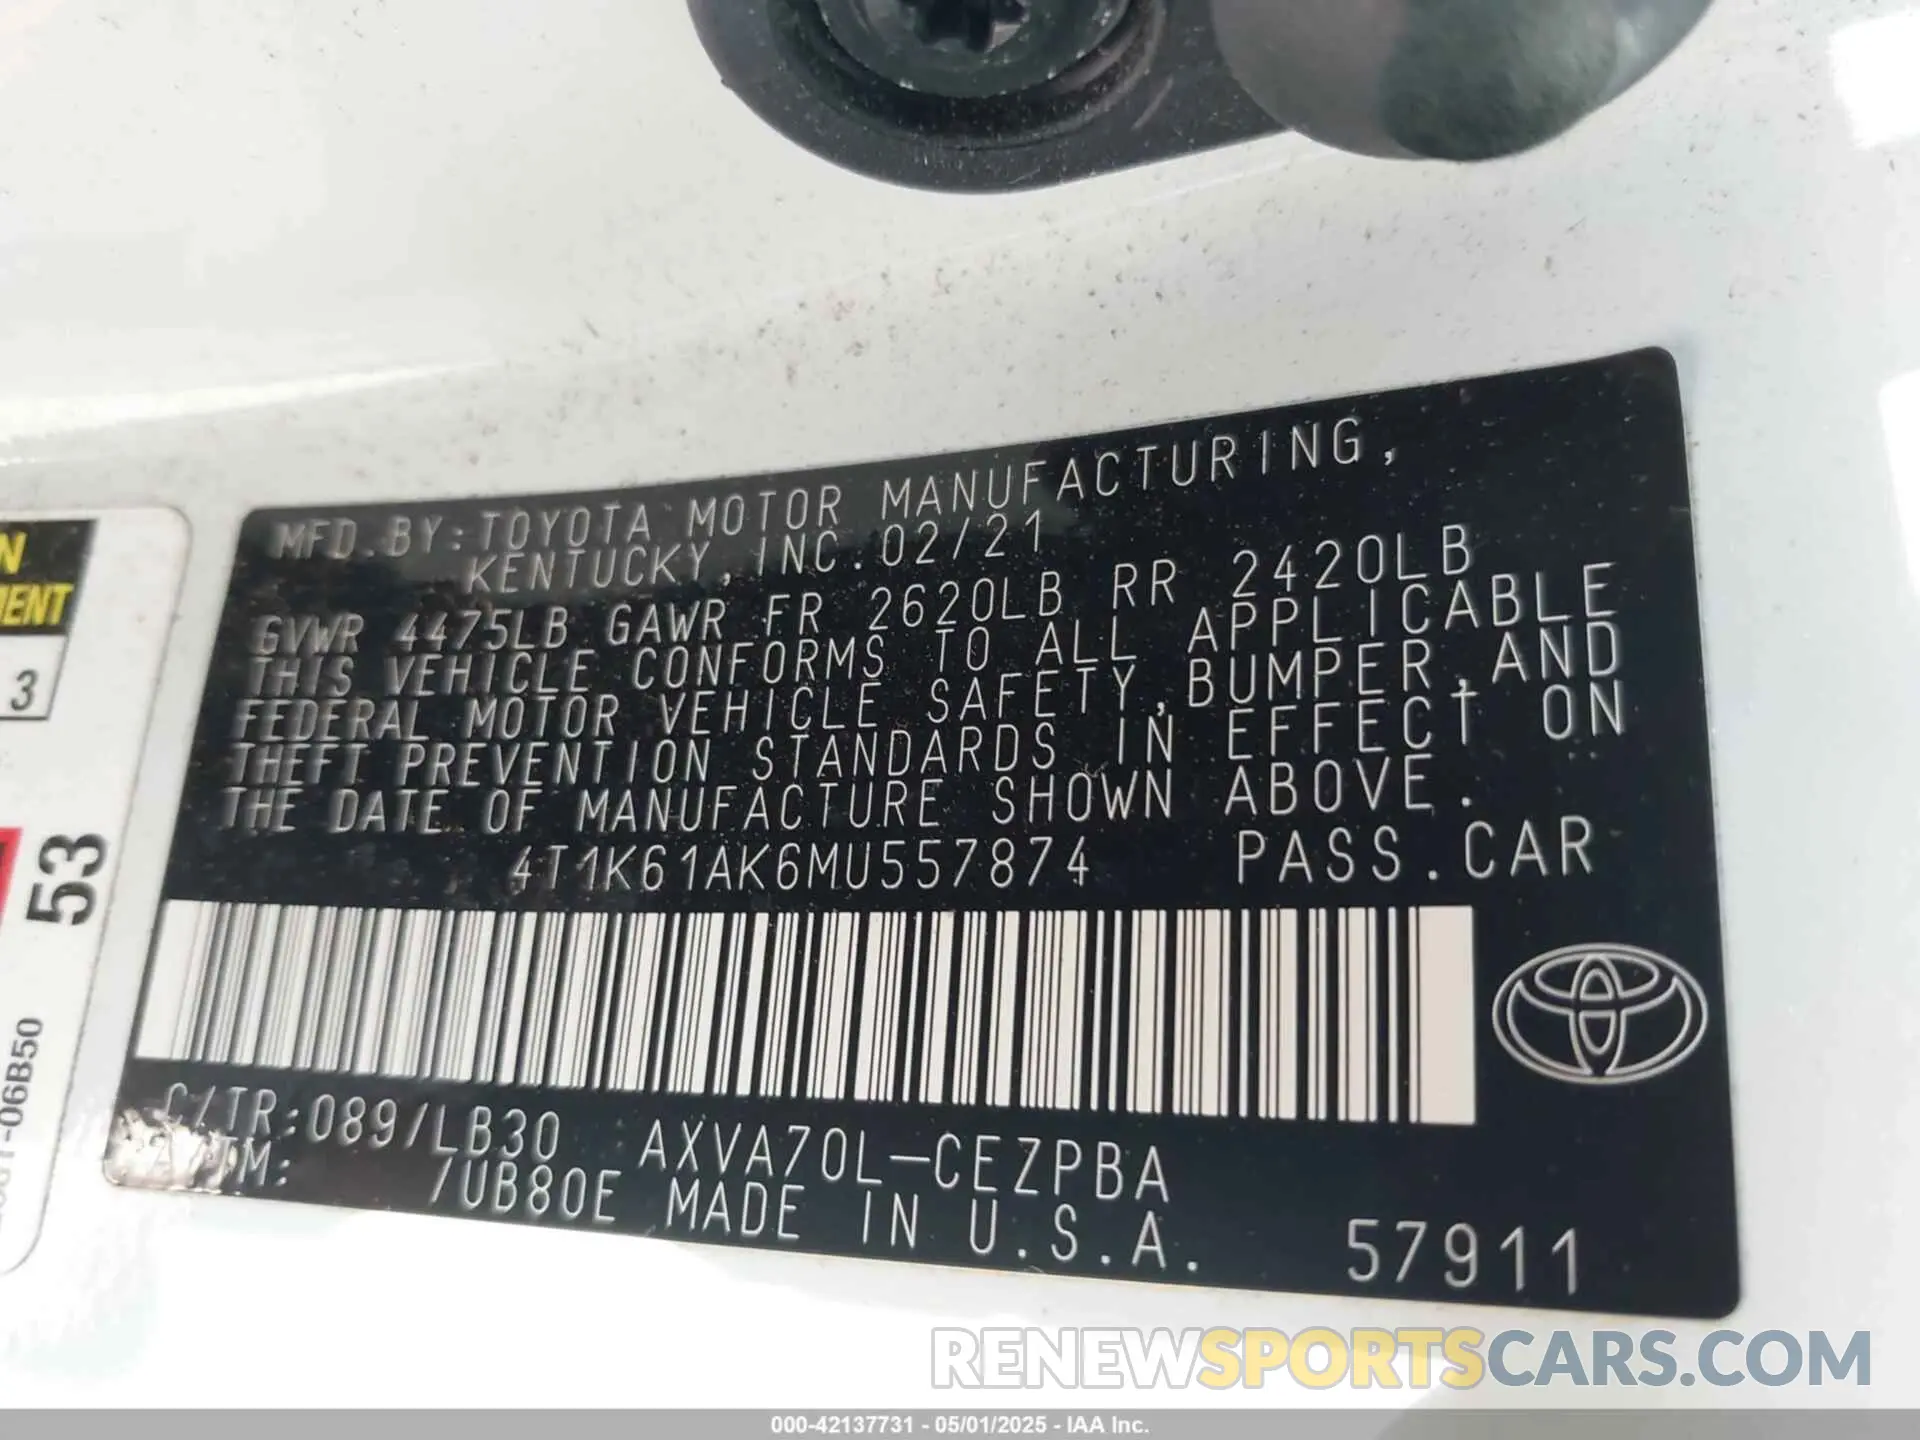 MFD.BY:TOYOTA MOTOR MANUFACTURING,
KENTUCKY,INC.02/21
GVWR 4475LB GAWR FR 2620LB RR 2420LB
THIS VEHICLE CONFORMS TO ALL APPLICABLE
FEDERAL MOTOR VEHICLE SAFETY,BUMPER,AND
THEFT PREVENTION STANDARDS IN EFFECT ON
THE DATE OF MANUFACTURE SHOWN ABOVE.
4T1K61AK6MU557874 PASS.CAR
C/TR:089/LB30 AXVA70L-CEZPBA
/TM: /UB80E MADE IN U.S.A. 57911
3
53
-06B50
RENEWSPORTSCARS.COM
000-42137731 - 05/01/2025 - IAA Inc.